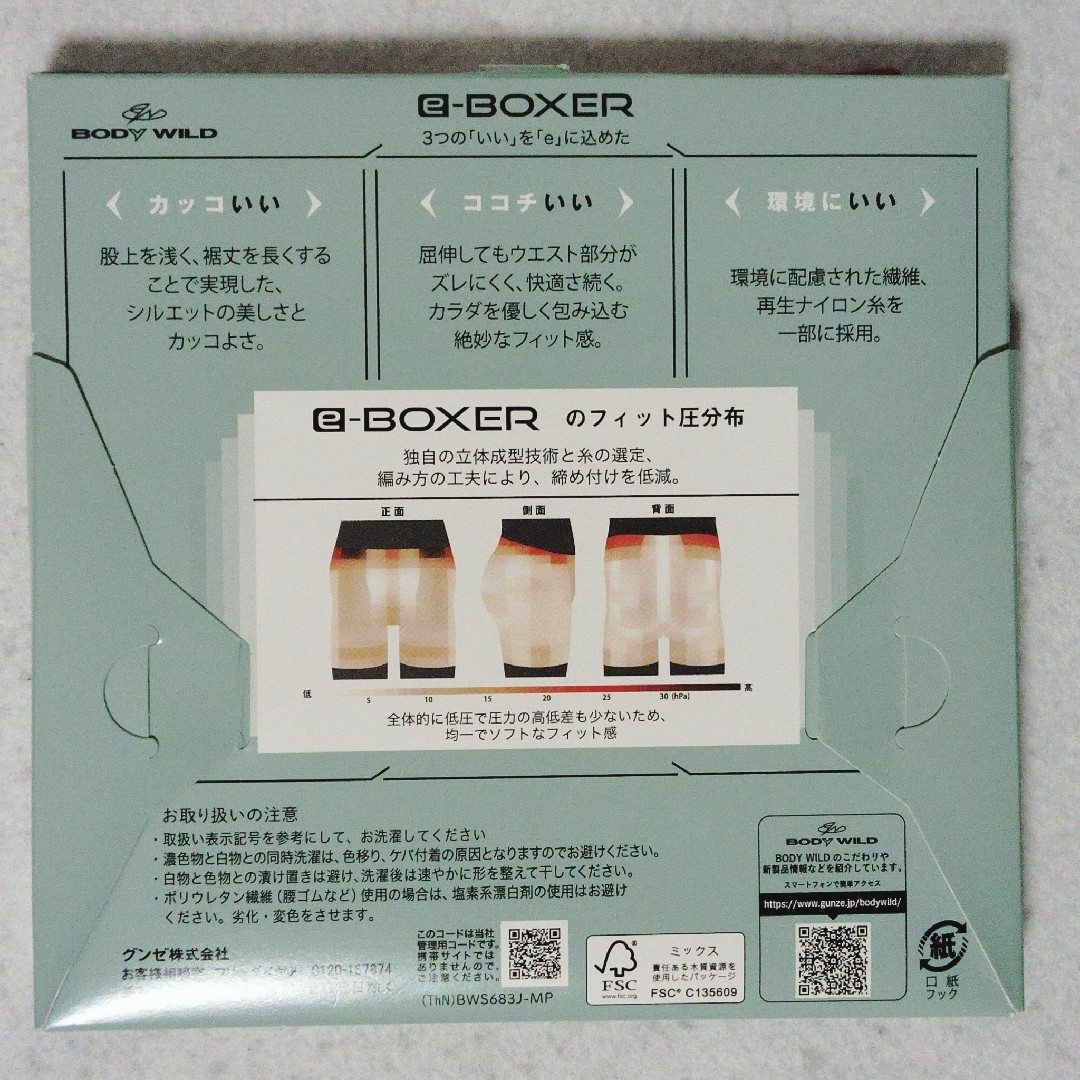 BODY WILD
e-BOXER
3つの「いい」を「e」に込めた
カッコいい
股上を浅く、裾丈を長くする
ことで実現した、
シルエットの美しさと
カッコよさ。
ココチいい
屈伸してもウエスト部分が
ズレにくく、快適さ続く。
カラダを優しく包み込む
絶妙なフィット感。
環境にいい
環境に配慮された繊維、
再生ナイロン糸を
一部に採用。
e-BOXER のフィット圧分布
独自の立体成型技術と糸の選定、
編み方の工夫により、締め付けを低減。
正面 側面 背面
低 5 10 15 20 25 30 (hPa) 高
全体的に低圧で圧力の高低差も少ないため、
均一でソフトなフィット感
お取り扱いの注意
・取扱い表示記号を参考にして、お洗濯してください
・濃色物と白物との同時洗濯は、色移り、ケバ付着の原因となりますのでお避けください。
・白物と色物との漬け置きは避け、洗濯後は速やかに形を整えて干してください。
・ポリウレタン繊維（腰ゴムなど）使用の場合は、塩素系漂白剤の使用はお避け
ください。劣化・変色をさせます。
グンゼ株式会社
お客様相談室
このコードは当社
管理用コードです。
携帯サイトでは
ありませんので、
ご注意ください。
(ThN)BWS683J-MP
FSC
www.fsc.org
ミックス
責任ある木質資源を
使用したパッケージ
FSC® C135609
BODY WILD
BODY WILD のこだわりや
新製品情報などを紹介しています。
スマートフォンで簡単アクセス
https://www.gunze.jp/bodywild/
紙
口 紙
フック